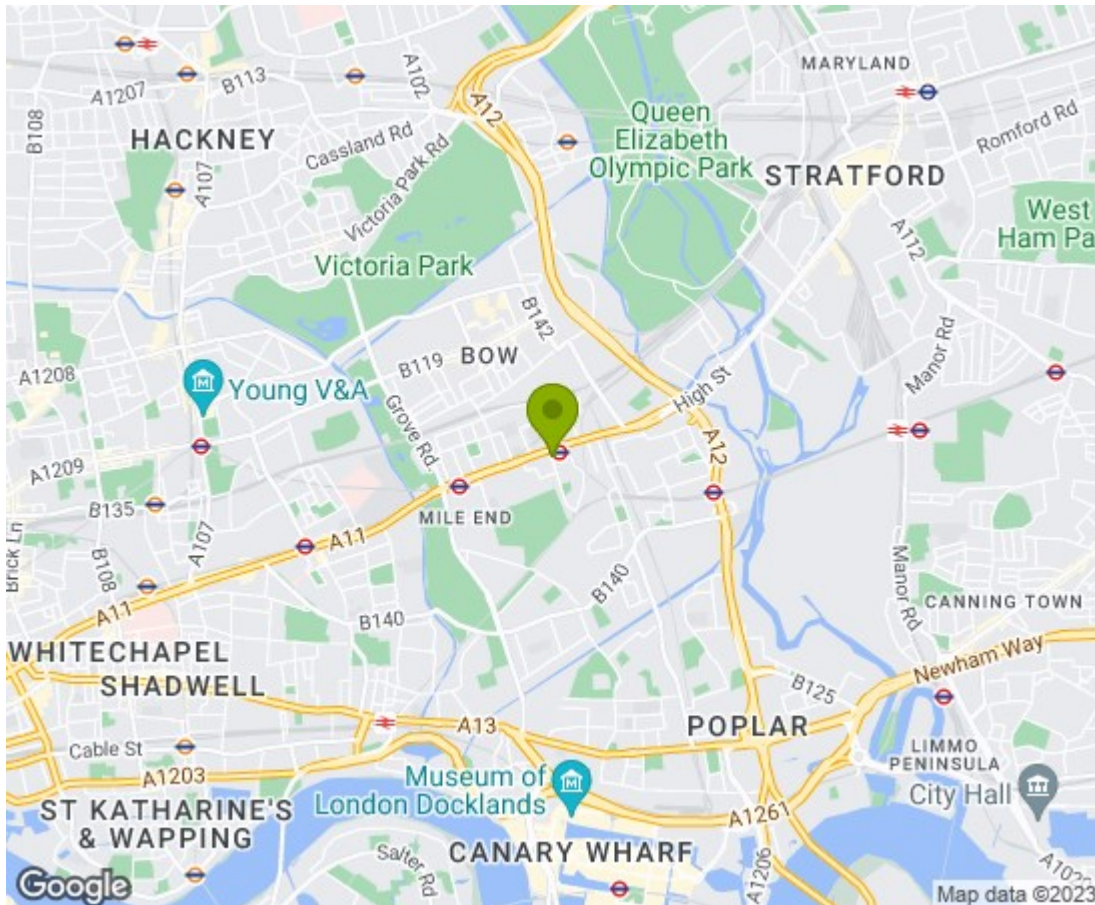 MARYLAND
A102
B113
A1207
B108
A12
Queen
Elizabeth
Olympic Park
Romford Rd
HACKNEY
Cassland Rd
A107
Victoria Park Rd
STRATFORD
A112
West
Ham Pa
Victoria Park
B142
Manor Rd
BOW
B119
A1208
Young V&A
Grove Rd
High St
A12
A1209
B135
MILE END
A11
Brick Ln
A107
B108
B140
Manor Rd
A11
B140
CANNING TOWN
WHITECHAPEL
SHADWELL
Newham Way
B125
A13
POPLAR
Cable St
A1203
LIMMO
PENINSULA
Museum of
London Docklands
City Hall
ST KATHARINE'S
& WAPPING
A1261
CANARY WHARF
Salter Rd
A1206
A1020
Google
Map data ©2023